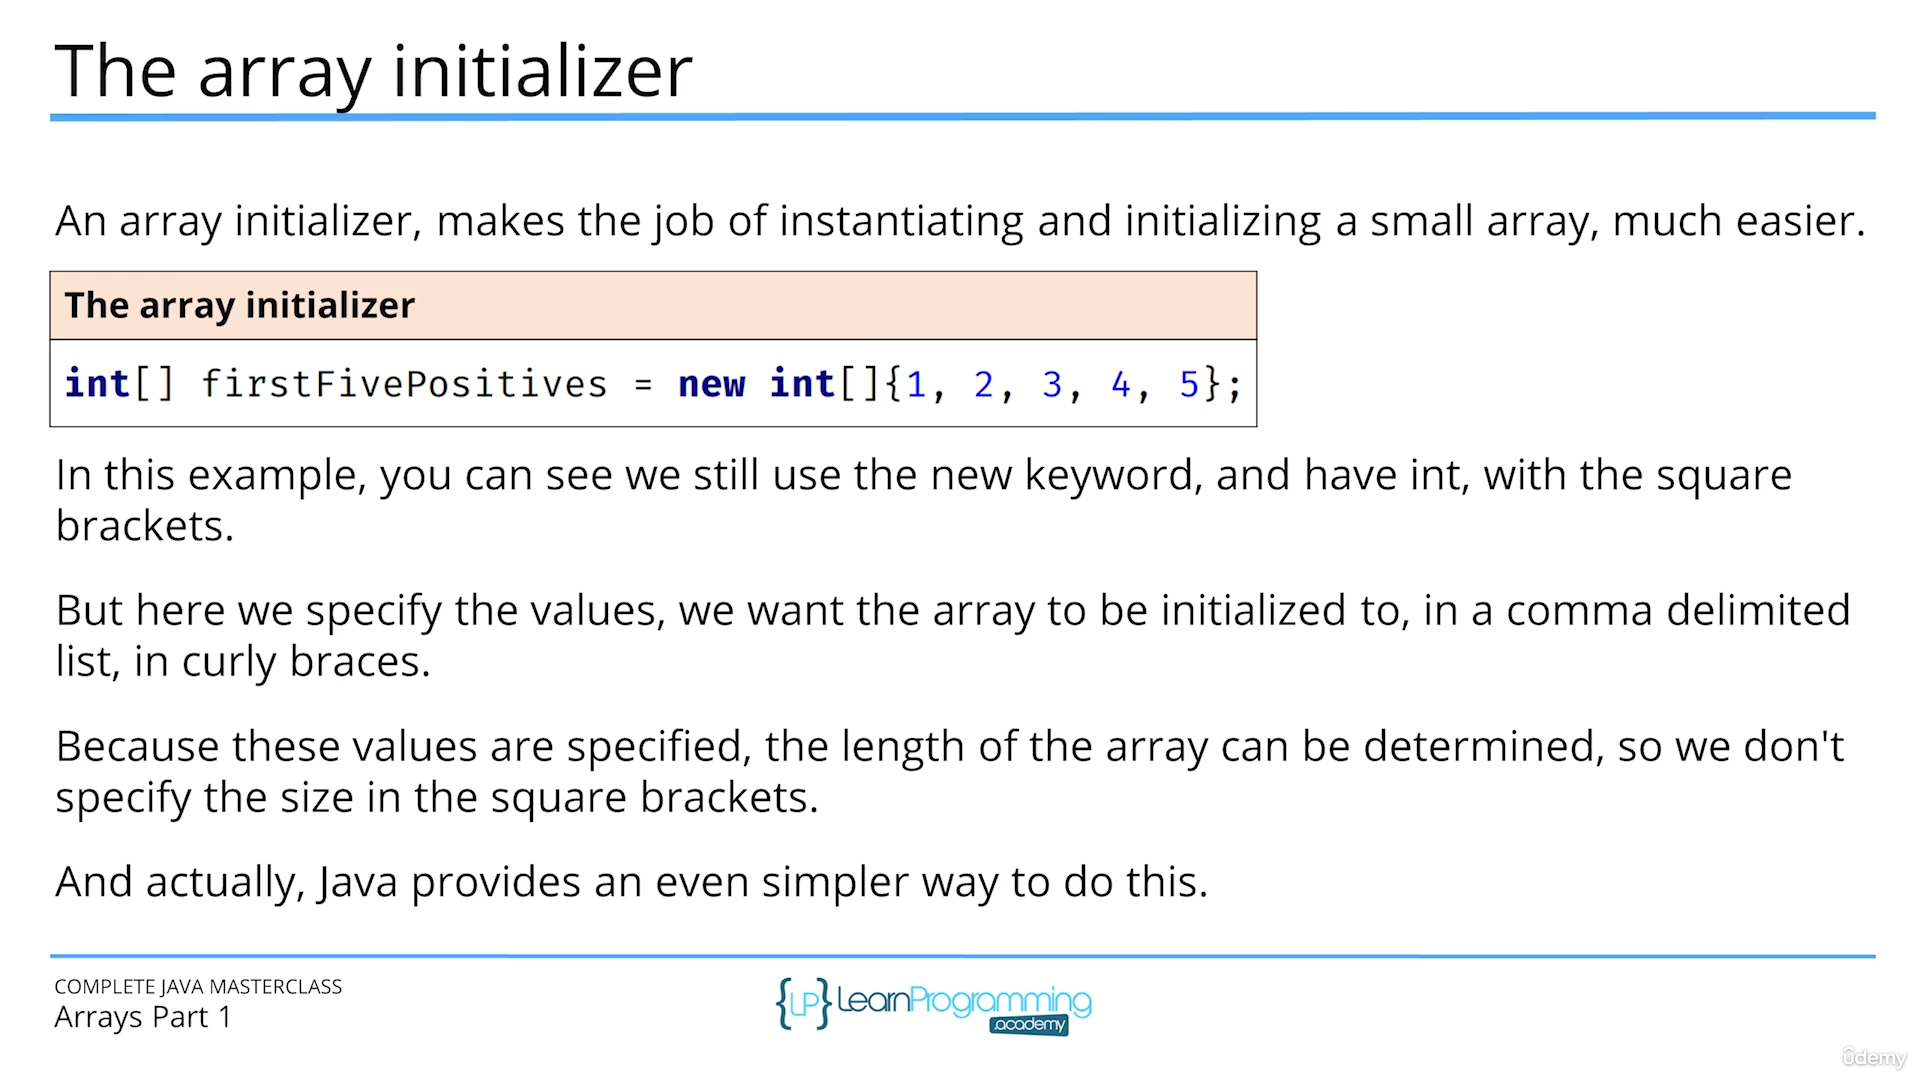 The array initializer
An array initializer, makes the job of instantiating and initializing a small array, much easier.
The array initializer
int[] firstFivePositives = new int[]{1, 2, 3, 4, 5};
In this example, you can see we still use the new keyword, and have int, with the square
brackets.
But here we specify the values, we want the array to be initialized to, in a comma delimited
list, in curly braces.
Because these values are specified, the length of the array can be determined, so we don't
specify the size in the square brackets.
And actually, Java provides an even simpler way to do this.
COMPLETE JAVA MASTERCLASS
Arrays Part 1
{LP} LearnProgramming
.academy
ûdemy